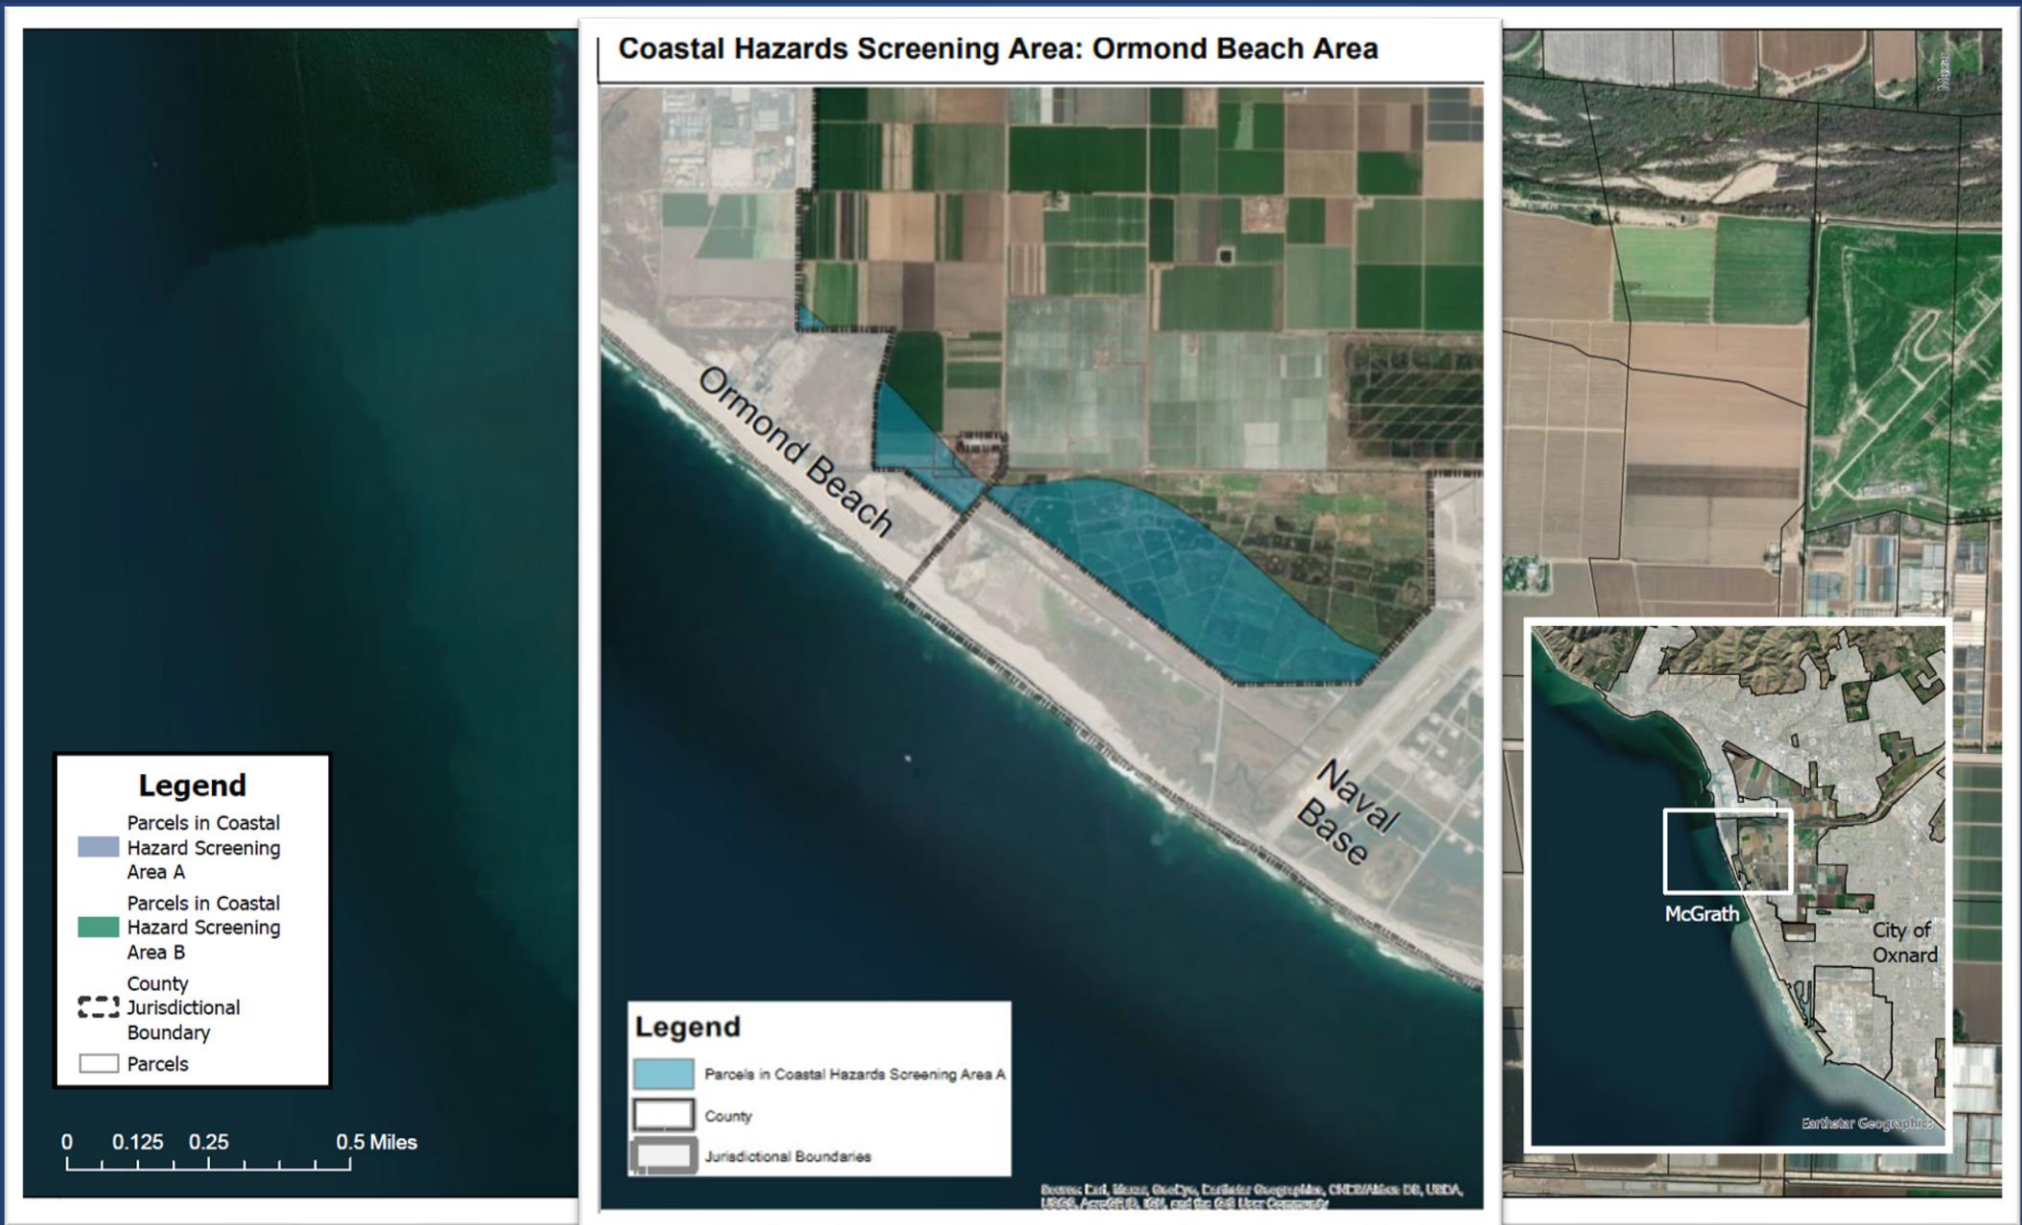 Coastal Hazards Screening Area: Ormond Beach Area
Ormond Beach
Naval
Base
Legend
Parcels in Coastal
Hazard Screening
Area A
Parcels in Coastal
Hazard Screening
Area B
County
Jurisdictional
Boundary
Parcels
0 0.125 0.25 0.5 Miles
Legend
Parcels in Coastal Hazards Screening Area A
County
Jurisdictional Boundaries
McGrath
City of
Oxnard
Earthstar Geographics